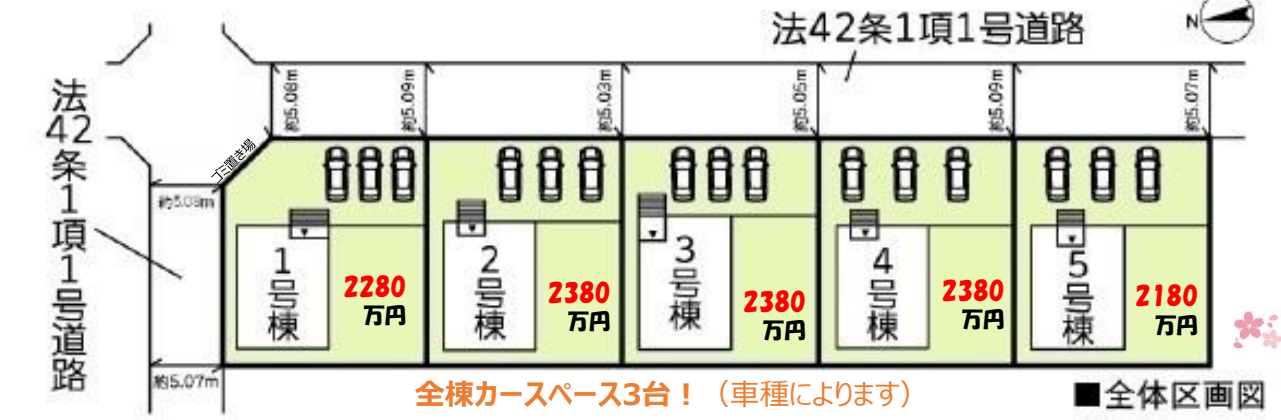 法42条1項1号道路
N
法42条1項1号道路
約5.08m
約5.09m
約5.03m
約5.05m
約5.09m
約5.07m
ゴミ置き場
約5.08m
約5.07m
1号棟
2280
万円
2号棟
2380
万円
3号棟
2380
万円
4号棟
2380
万円
5号棟
2180
万円
全棟カースペース3台！（車種によります）
■全体区画図